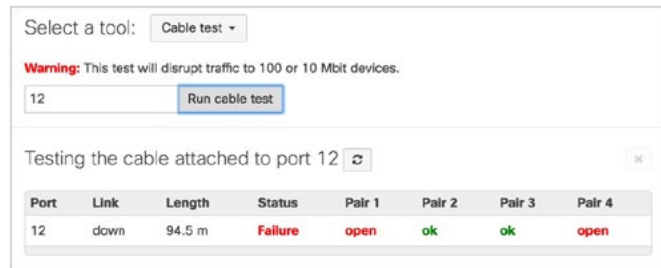 Select a tool: Cable test
Warning: This test will disrupt traffic to 100 or 10 Mbit devices.
12 Run cable test
Testing the cable attached to port 12
Port Link Length Status Pair 1 Pair 2 Pair 3 Pair 4
12 down 94.5 m Failure open ok ok open